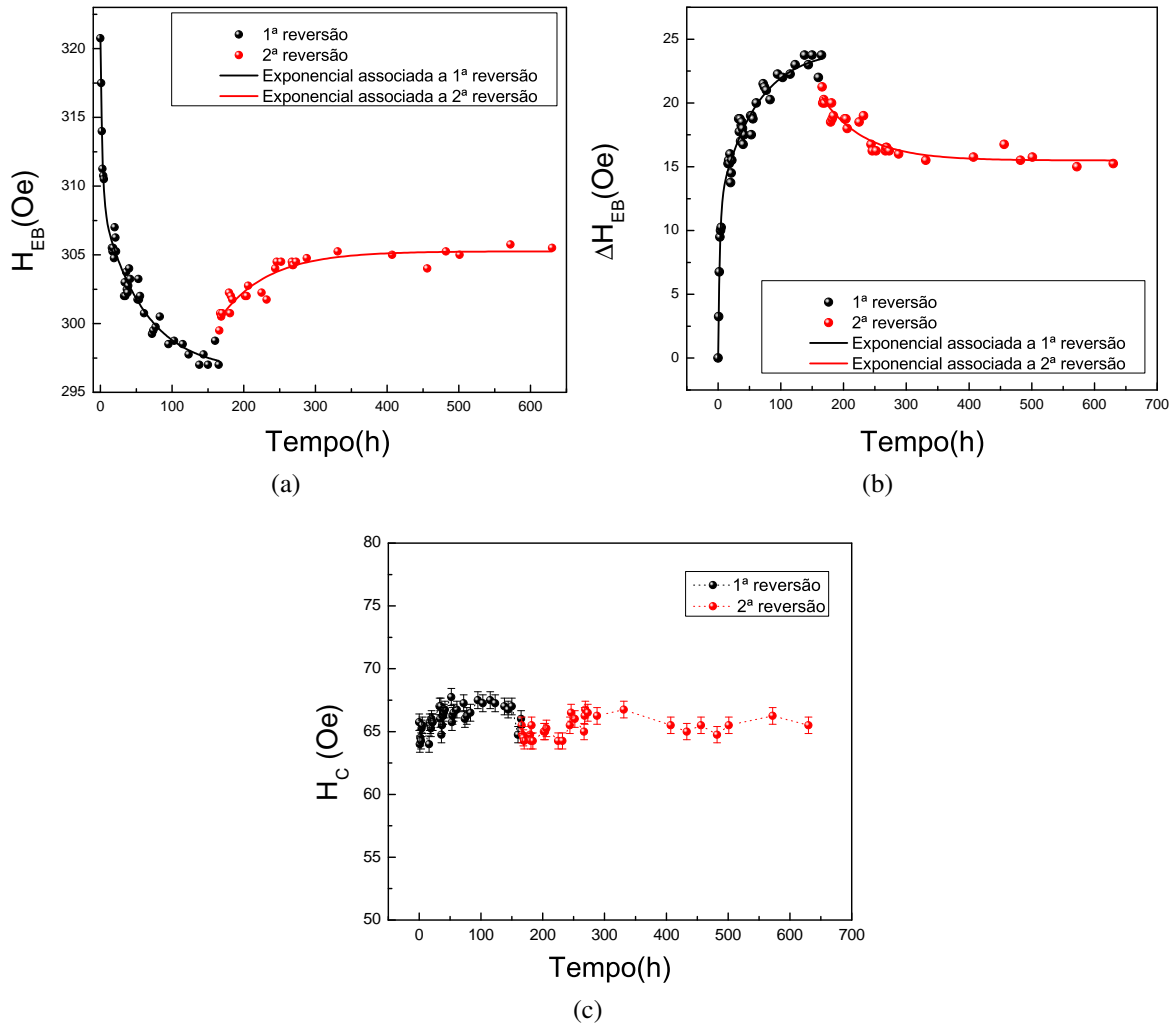 1ª reversão
2ª reversão
Exponencial associada a 1ª reversão
Exponencial associada a 2ª reversão
320
315
310
305
300
295
H_EB(Oe)
0 100 200 300 400 500 600
Tempo(h)
(a)
25
20
15
10
5
0
ΔH_EB(Oe)
1ª reversão
2ª reversão
Exponencial associada a 1ª reversão
Exponencial associada a 2ª reversão
0 100 200 300 400 500 600 700
Tempo(h)
(b)
80
75
70
65
60
55
50
H_C (Oe)
1ª reversão
2ª reversão
0 100 200 300 400 500 600 700
Tempo(h)
(c)